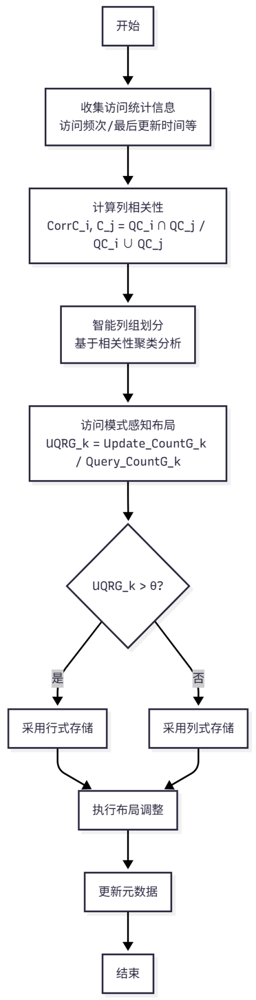 开始
收集访问统计信息
访问频次/最后更新时间等
计算列相关性
CorrC_i, C_j = QC_i ∩ QC_j /
QC_i ∪ QC_j
智能列组划分
基于相关性聚类分析
访问模式感知布局
UQRG_k = Update_CountG_k
/ Query_CountG_k
UQRG_k > θ?
是
否
采用行式存储
采用列式存储
执行布局调整
更新元数据
结束